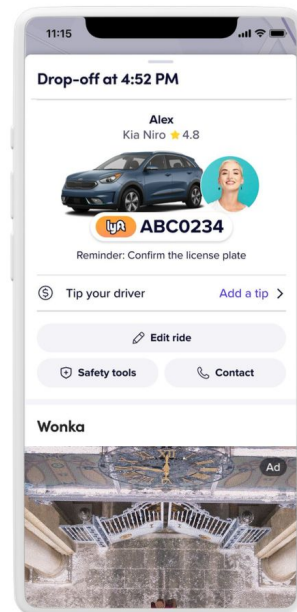 11:15
Drop-off at 4:52 PM
Alex
Kia Niro ★ 4.8
lyft ABC0234
Reminder: Confirm the license plate
Tip your driver Add a tip >
Edit ride
Safety tools Contact
Wonka
Ad